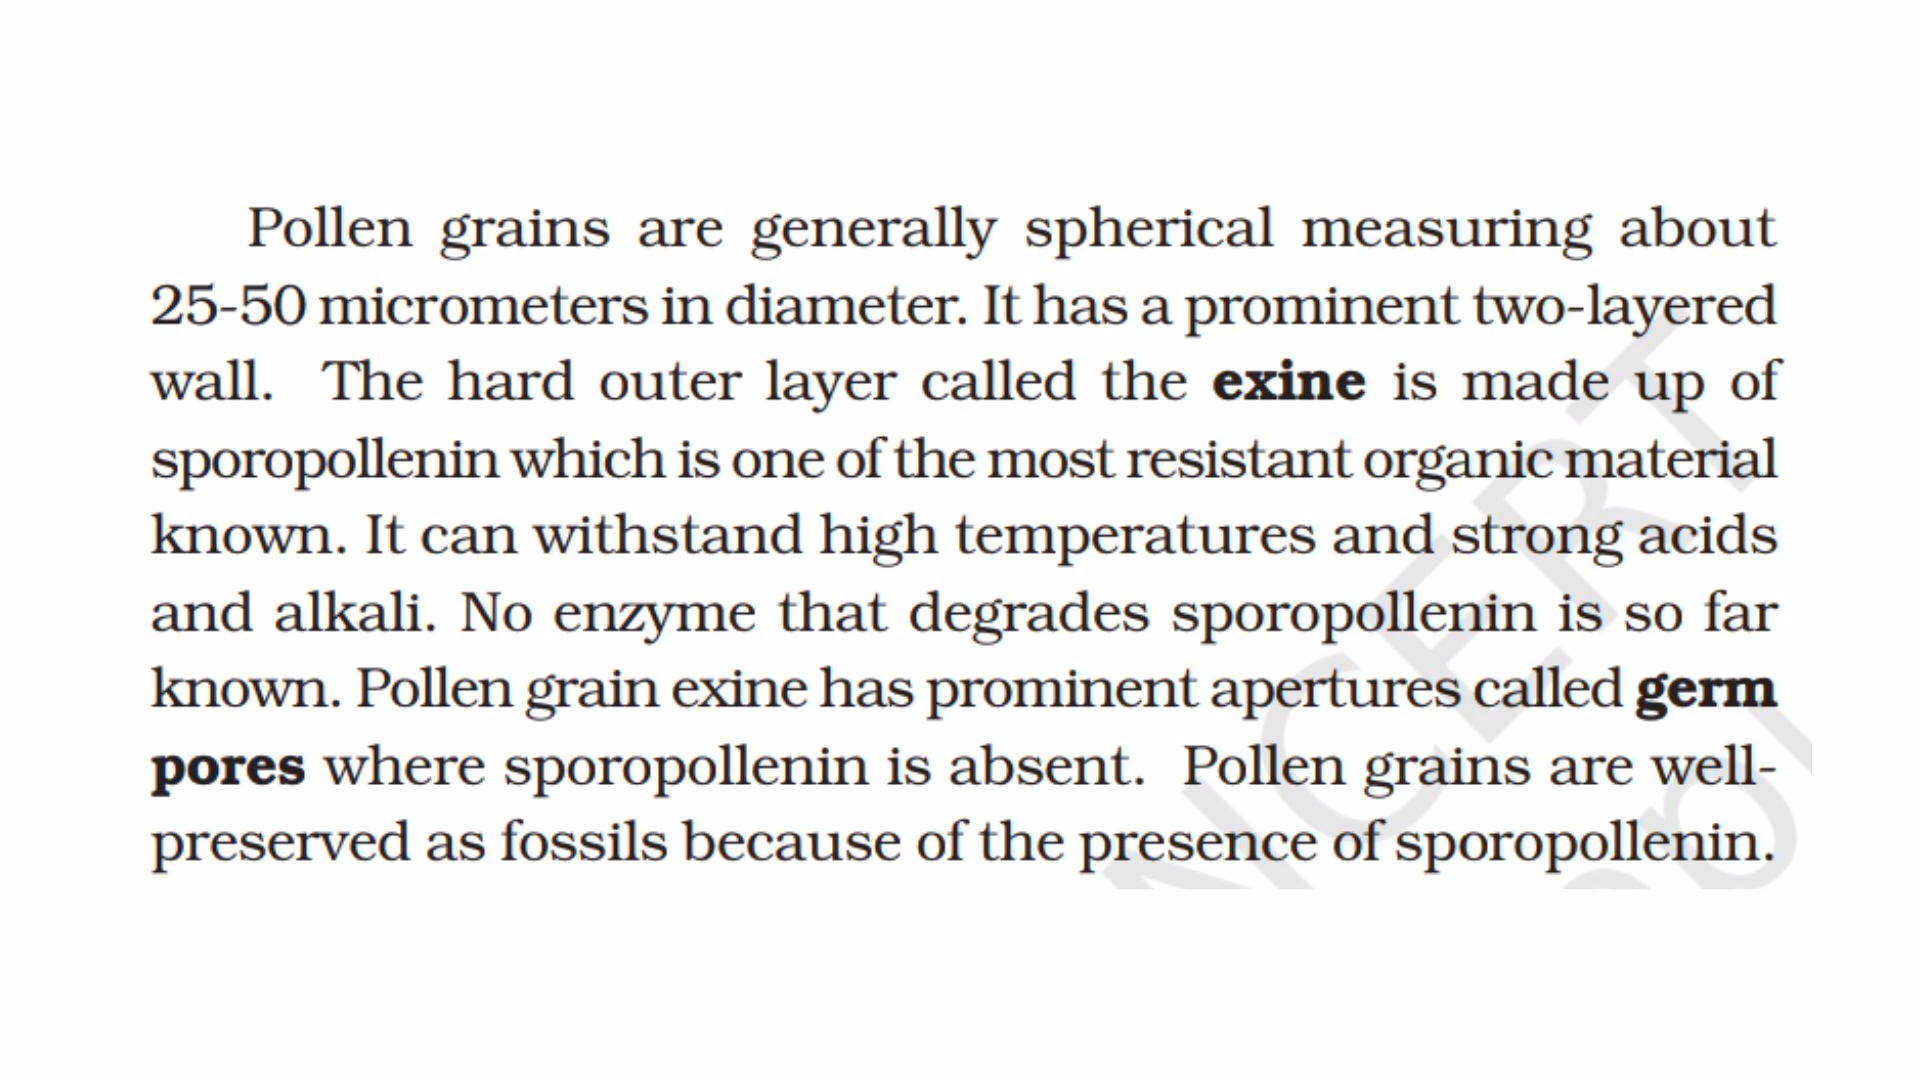 Pollen grains are generally spherical measuring about
25-50 micrometers in diameter. It has a prominent two-layered
wall. The hard outer layer called the exine is made up of
sporopollenin which is one of the most resistant organic material
known. It can withstand high temperatures and strong acids
and alkali. No enzyme that degrades sporopollenin is so far
known. Pollen grain exine has prominent apertures called germ
pores where sporopollenin is absent. Pollen grains are well-
preserved as fossils because of the presence of sporopollenin.
NCERT